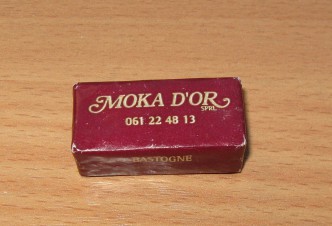 MOKA D'OR
SPRL
061 22 48 13
BASTOGNE